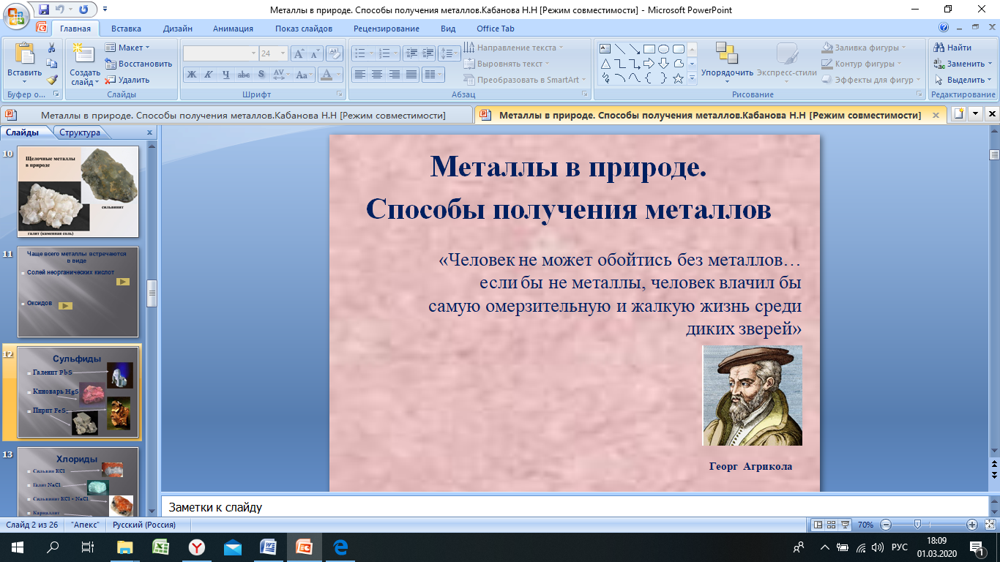 Металлы в природе. Способы получения металлов.Кабанова Н.Н [Режим совместимости] - Microsoft PowerPoint
Главная Вставка Дизайн Анимация Показ слайдов Рецензирование Вид Office Tab
Вставить
Буфер о...
Создать слайд
Макет
Восстановить
Удалить
Слайды
24
Ж К Ч abc S AV Aa А
Шрифт
Направление текста
Выровнять текст
Преобразовать в SmartArt
Абзац
Упорядочить
Экспресс-стили
Заливка фигуры
Контур фигуры
Эффекты для фигур
Рисование
Найти
Заменить
Выделить
Редактирование
Металлы в природе. Способы получения металлов.Кабанова Н.Н [Режим совместимости]
Металлы в природе. Способы получения металлов.Кабанова Н.Н [Режим совместимости]
Слайды Структура
10
Щелочные металлы
в природе
сильвинит
галит (каменная соль)
11
Чаще всего металлы встречаются
в виде
Солей неорганических кислот
Оксидов
12
Сульфиды
Галенит PbS
Киноварь HgS
Пирит FeS2
13
Хлориды
Сильвин KCl
Галит NaCl
Сильвинит KCl • NaCl
Карналлит
Металлы в природе.
Способы получения металлов
«Человек не может обойтись без металлов…
если бы не металлы, человек влачил бы
самую омерзительную и жалкую жизнь среди
диких зверей»
Георг Агрикола
Заметки к слайду
Слайд 2 из 26 "Апекс" Русский (Россия) 70%
РУС
18:09
01.03.2020
1